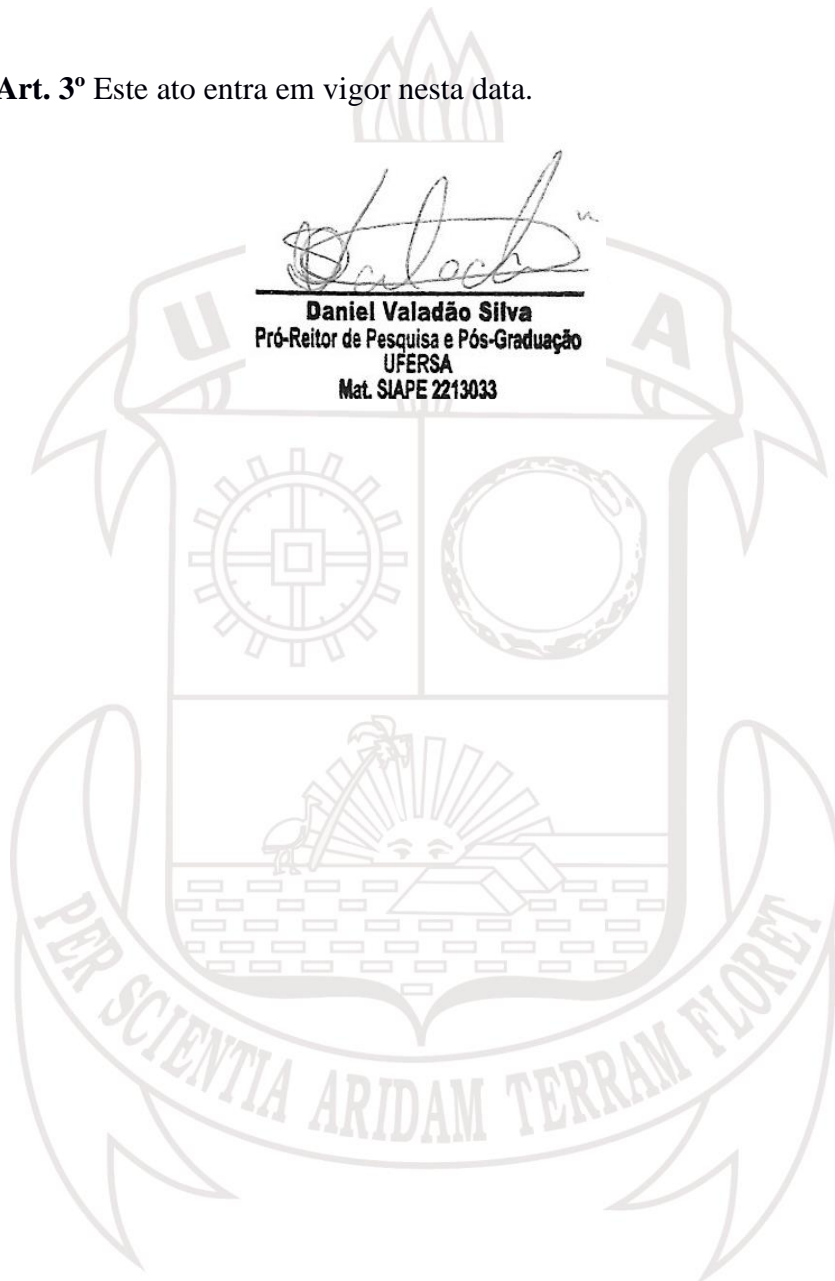 Art. 3º Este ato entra em vigor nesta data.
Valadão
Daniel Valadão Silva
Pró-Reitor de Pesquisa e Pós-Graduação
UFERSA
Mat. SIAPE 2213033
U A
PER SCIENTIA ARIDAM TERRAM FLORET